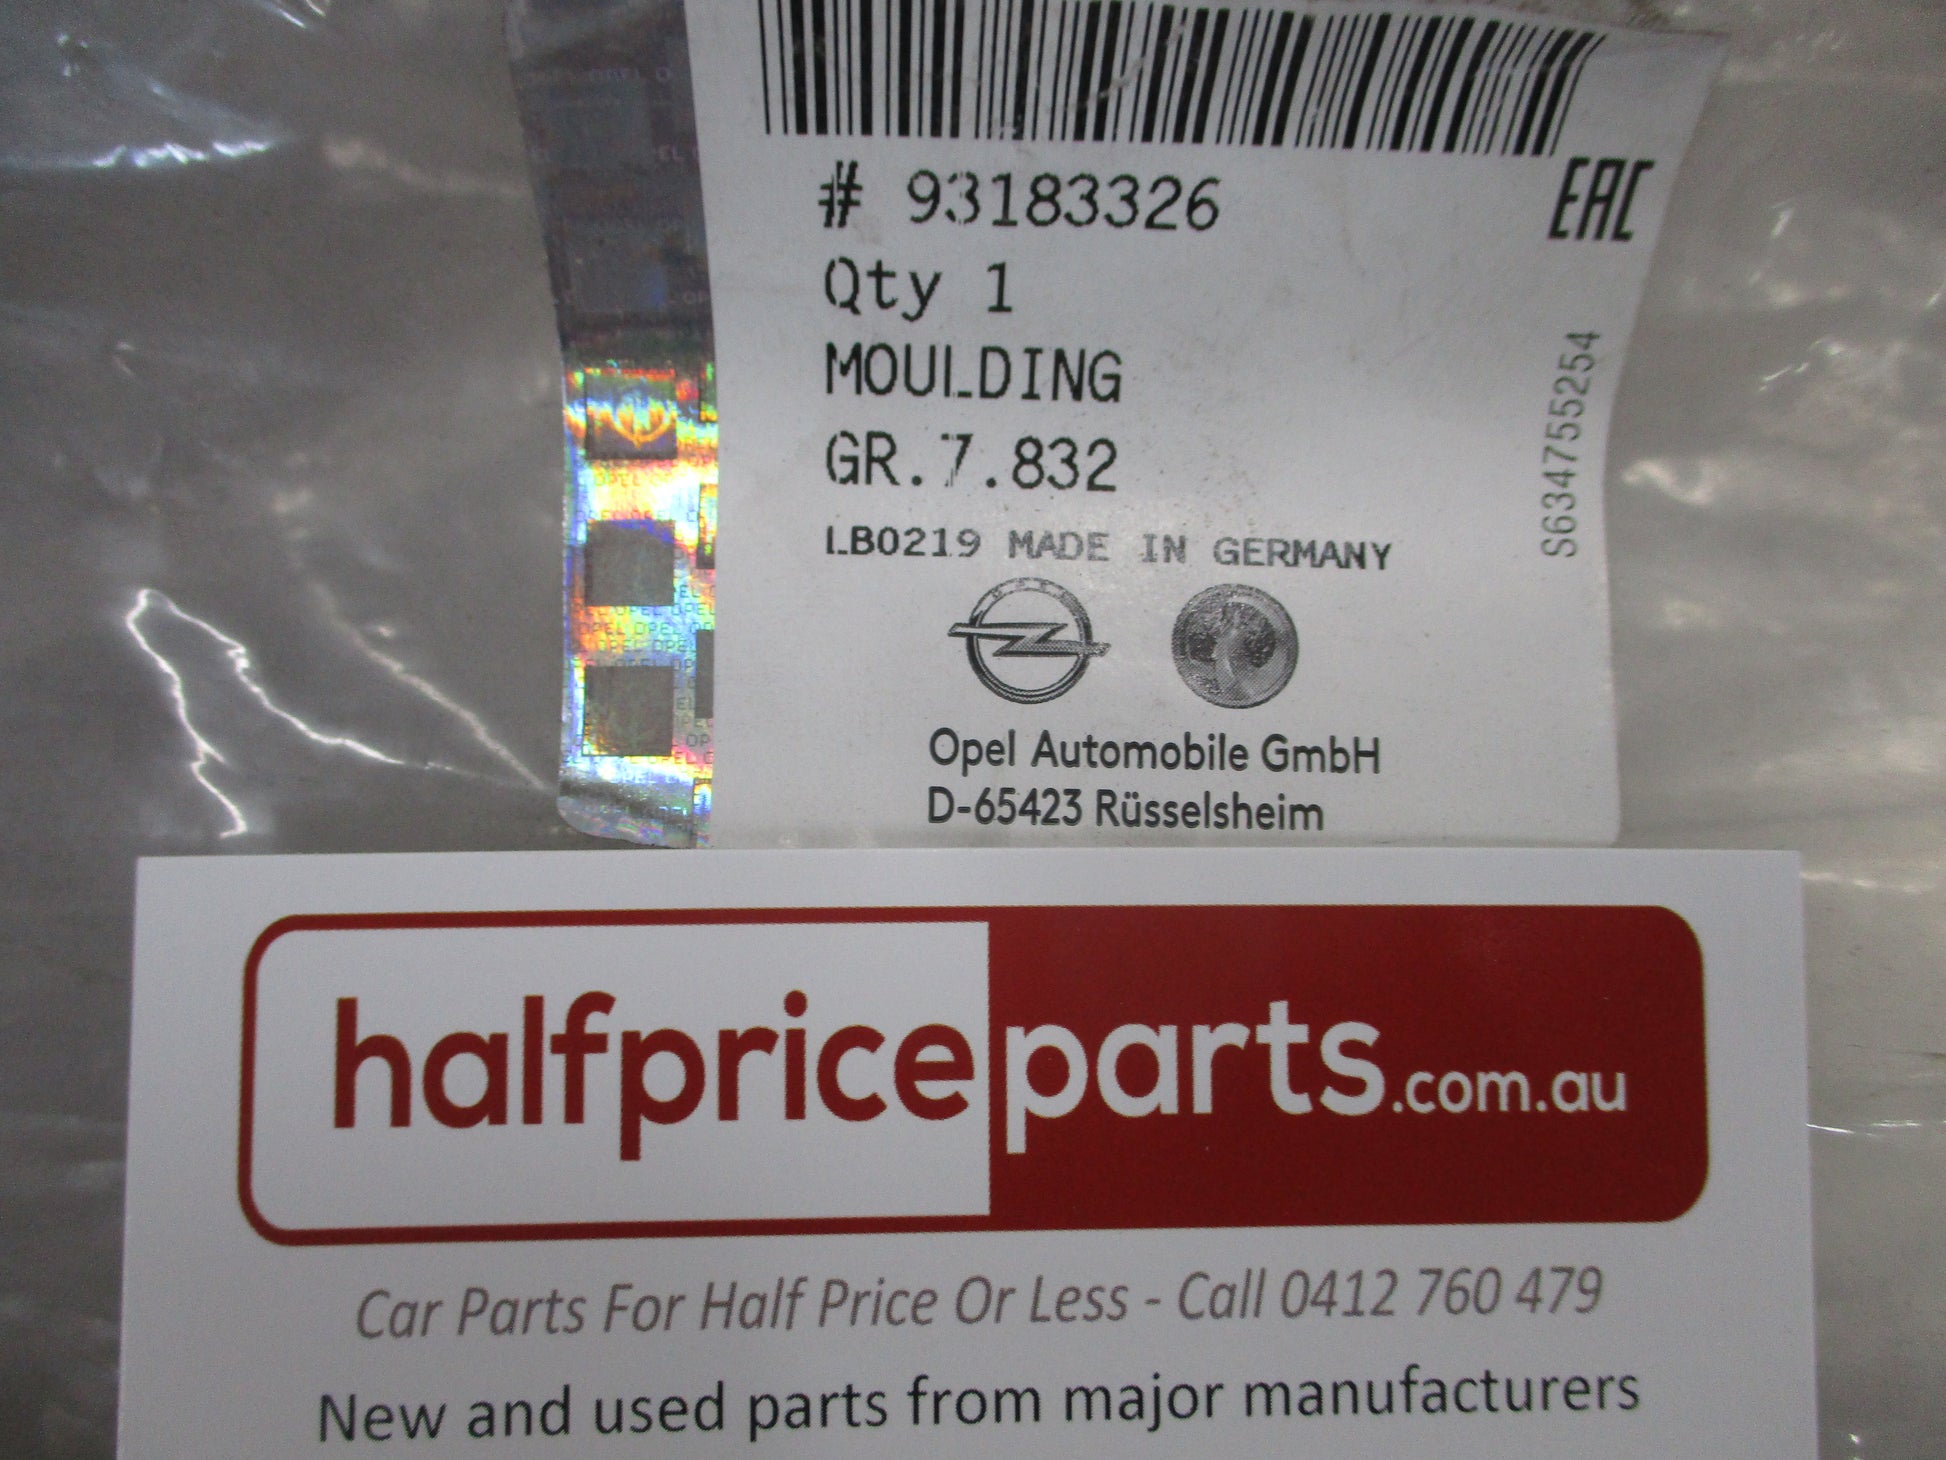 # 93183326
EAC
Qty 1
MOULDING
GR.7.832
LB0219 MADE IN GERMANY
S634755254
Opel Automobile GmbH
D-65423 Rüsselsheim
halfpriceparts.com.au
Car Parts For Half Price Or Less - Call 0412 760 479
New and used parts from major manufacturers